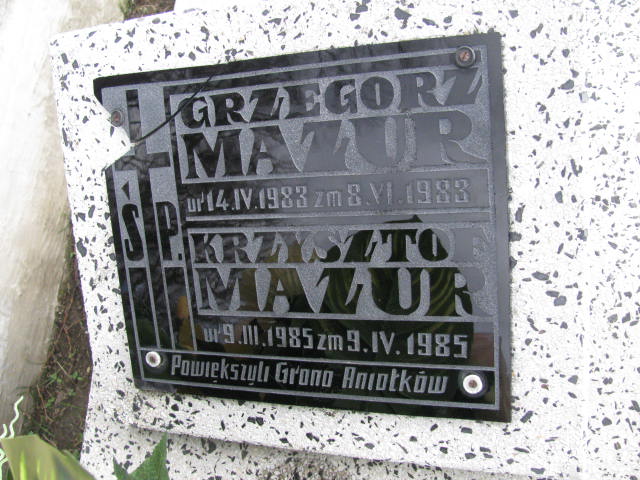 GRZEGORZ
MAZUR
ur 14.IV.1983 zm 8.VI.1983
Ś.P.
KRZYSZTOF
MAZUR
ur 9.III.1985 zm 9.IV.1985
Powiększyli Grono Aniołków